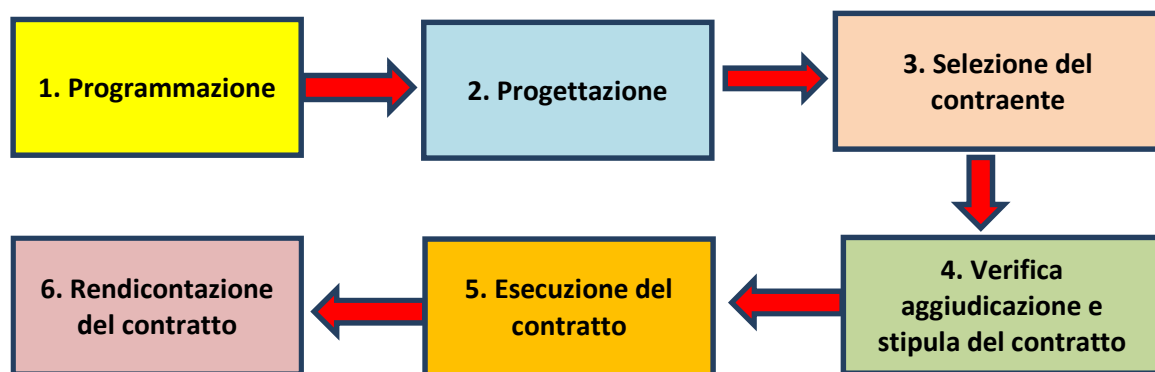 1. Programmazione
2. Progettazione
3. Selezione del
contraente
4. Verifica
aggiudicazione e
stipula del contratto
5. Esecuzione del
contratto
6. Rendicontazione
del contratto